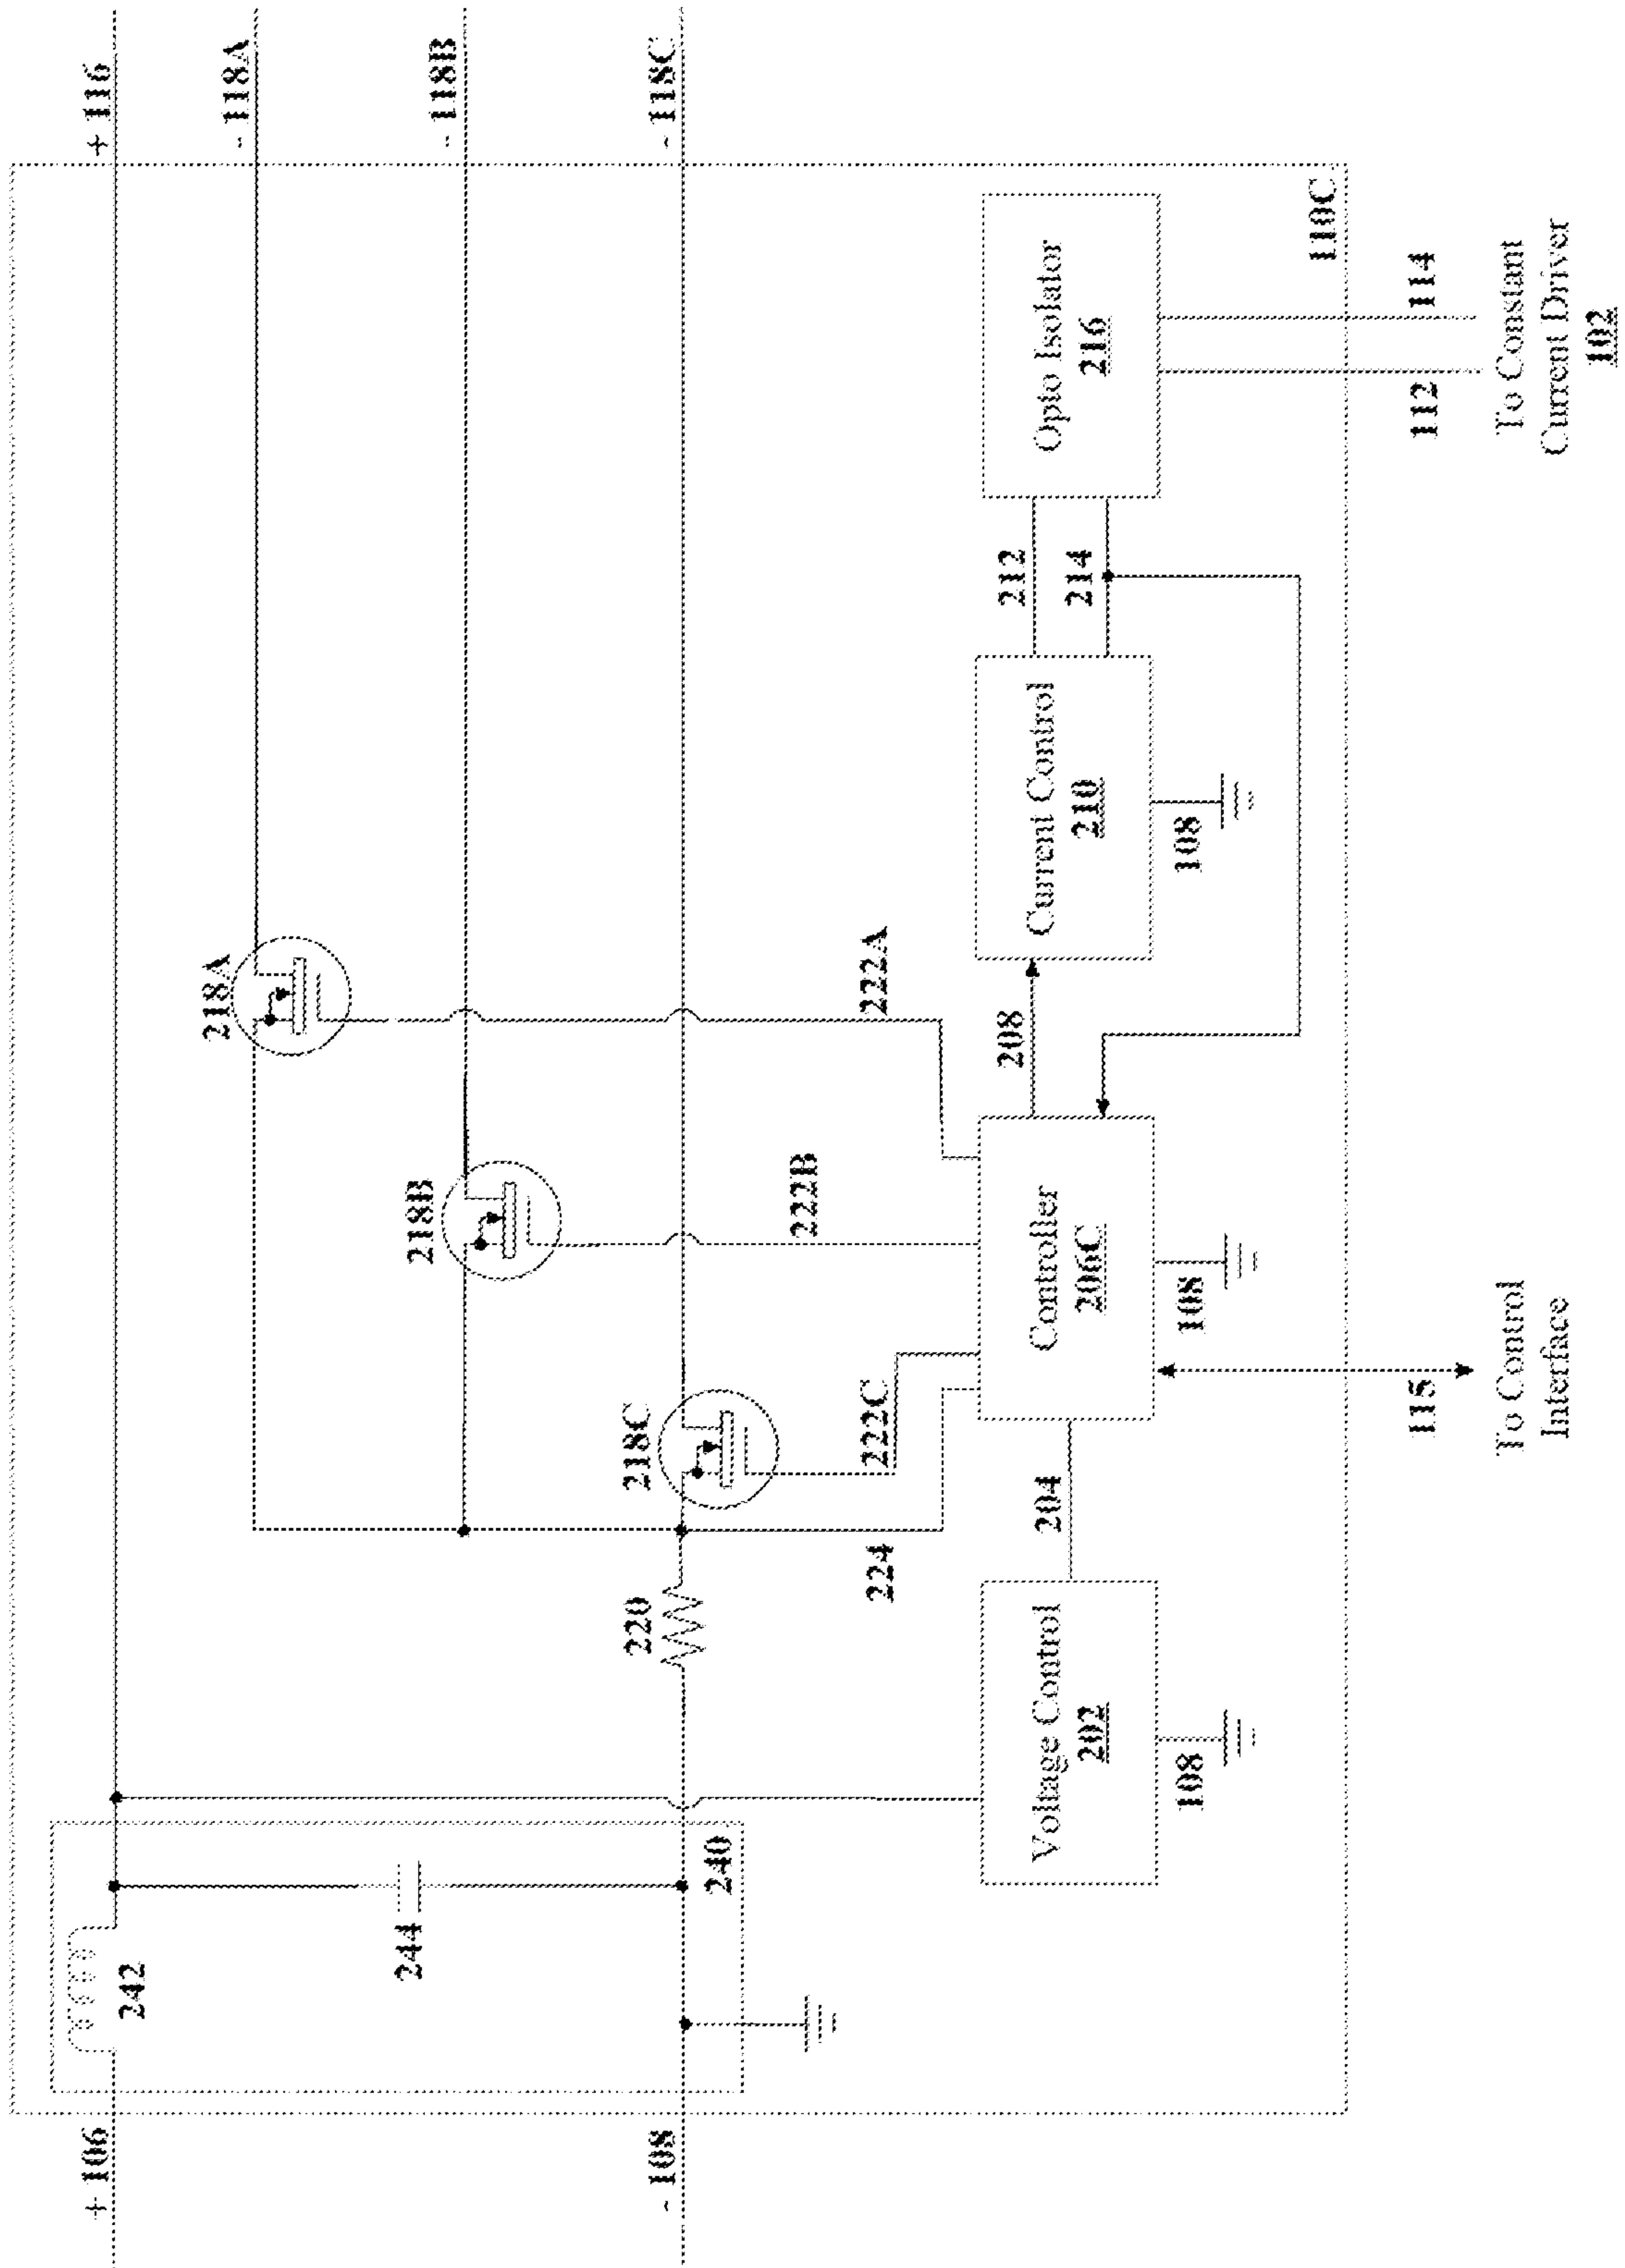 + 106
- 108
242
244
240
+ 116
- 118A
- 118B
- 118C
218A
218B
218C
220
222A
222B
222C
224
Voltage Control
202
108
204
Controller
206C
108
208
Current Control
210
108
212
214
Opto Isolator
216
110C
115
To Control
Interface
112
114
To Constant
Current Driver
102